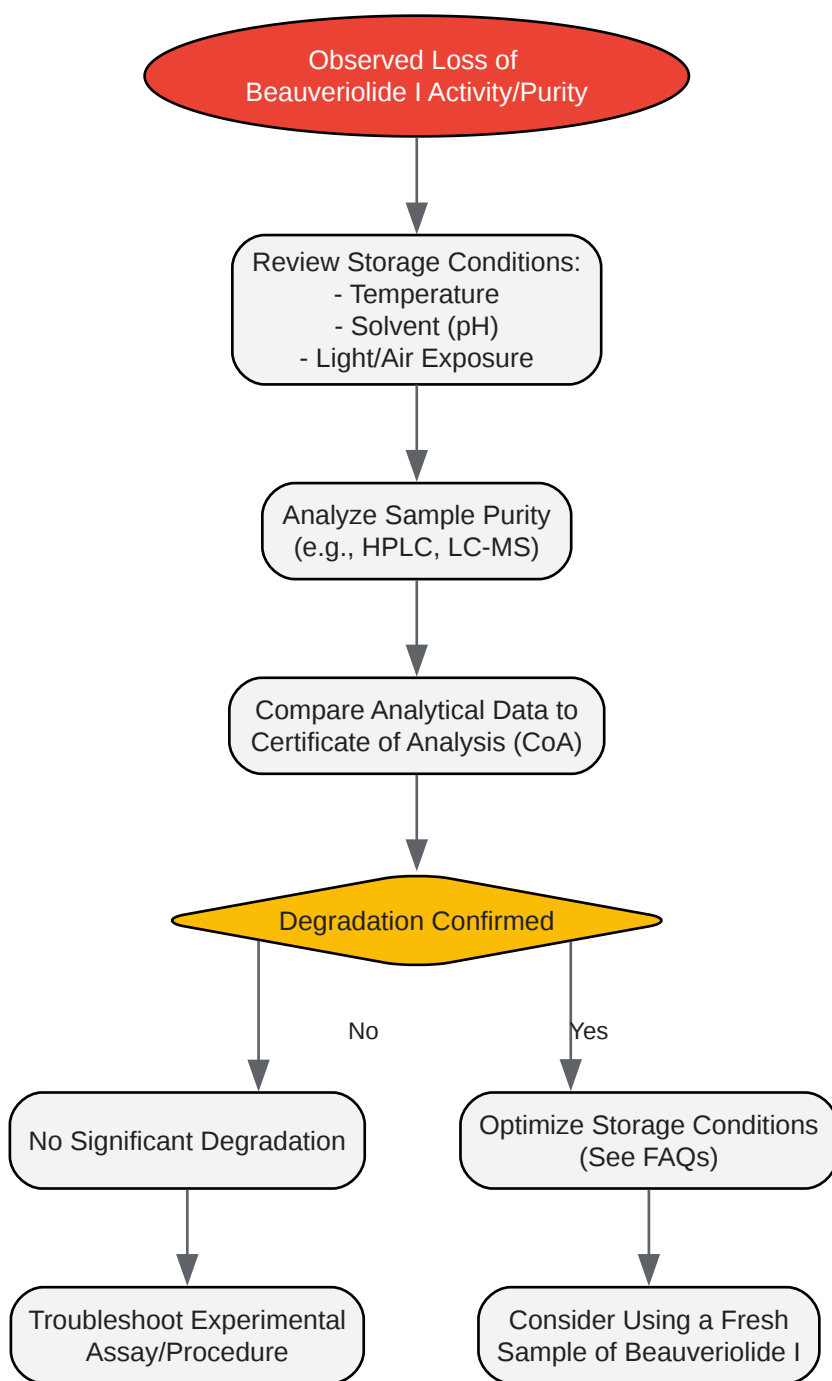 Observed Loss of
Beauveriolide I Activity/Purity
Review Storage Conditions:
- Temperature
- Solvent (pH)
- Light/Air Exposure
Analyze Sample Purity
(e.g., HPLC, LC-MS)
Compare Analytical Data to
Certificate of Analysis (CoA)
Degradation Confirmed
No
Yes
No Significant Degradation
Optimize Storage Conditions
(See FAQs)
Troubleshoot Experimental
Assay/Procedure
Consider Using a Fresh
Sample of Beauveriolide I